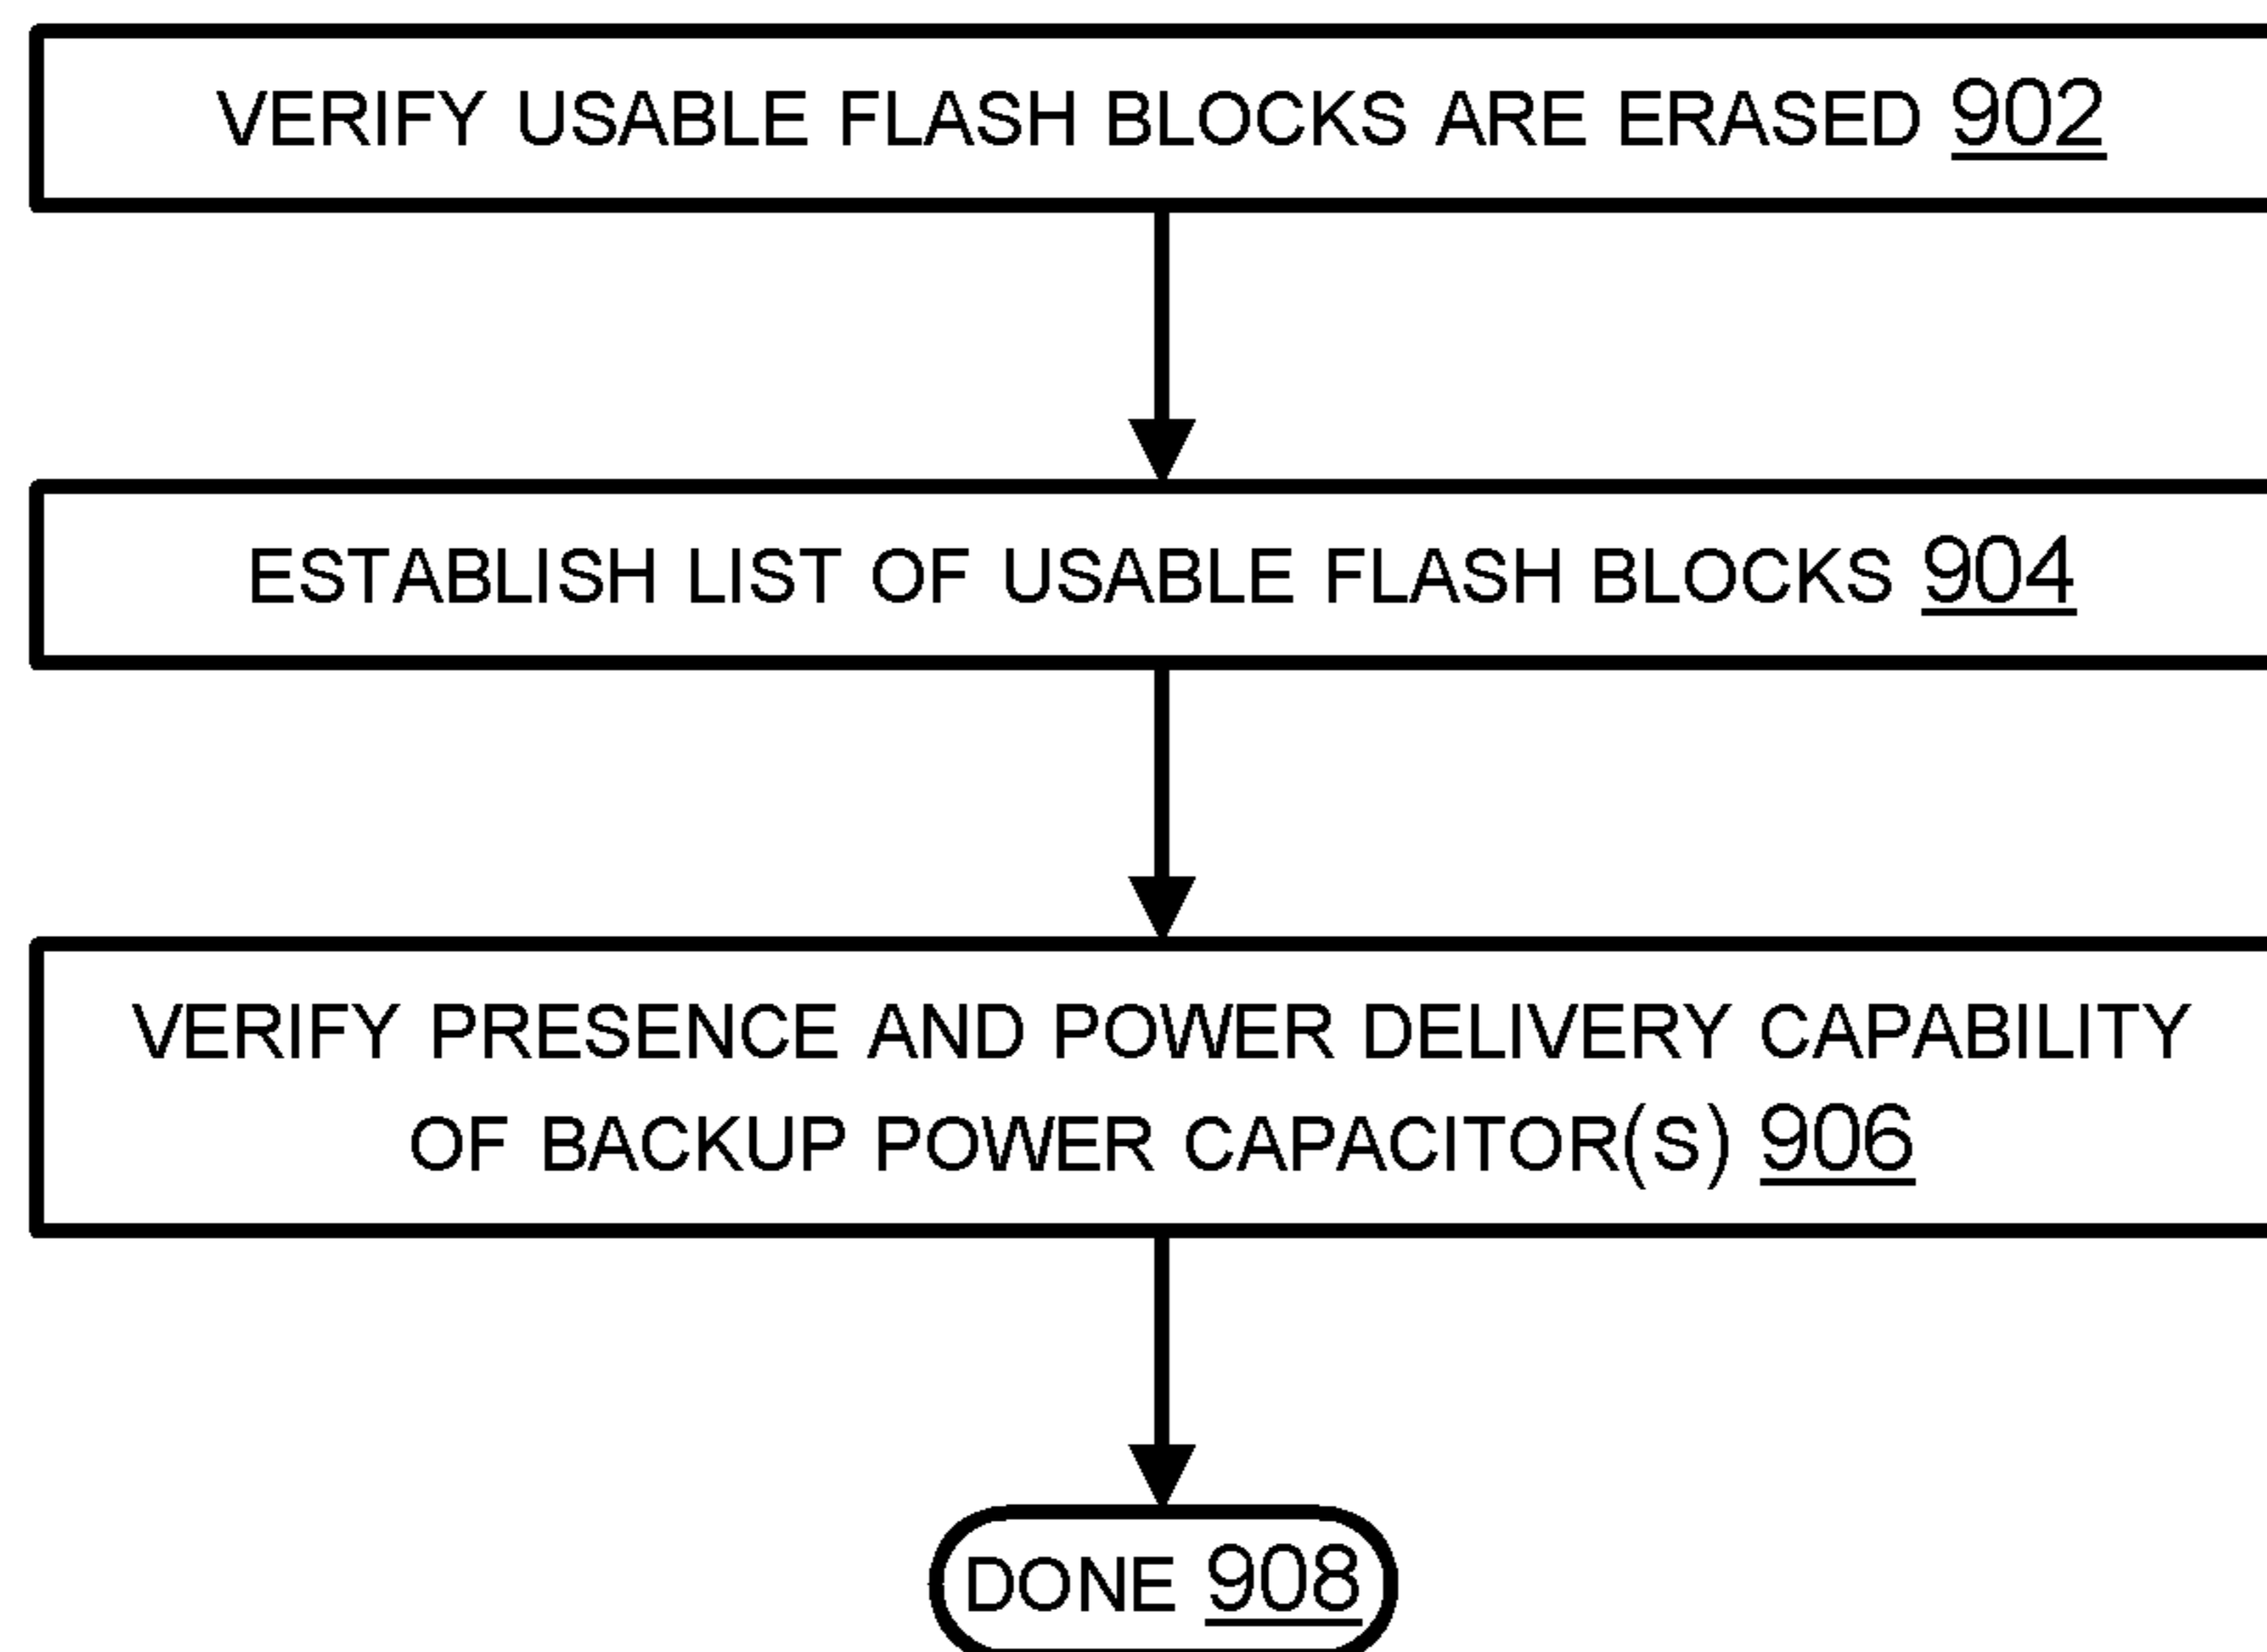 VERIFY USABLE FLASH BLOCKS ARE ERASED 902
ESTABLISH LIST OF USABLE FLASH BLOCKS 904
VERIFY PRESENCE AND POWER DELIVERY CAPABILITY
OF BACKUP POWER CAPACITOR(S) 906
DONE 908